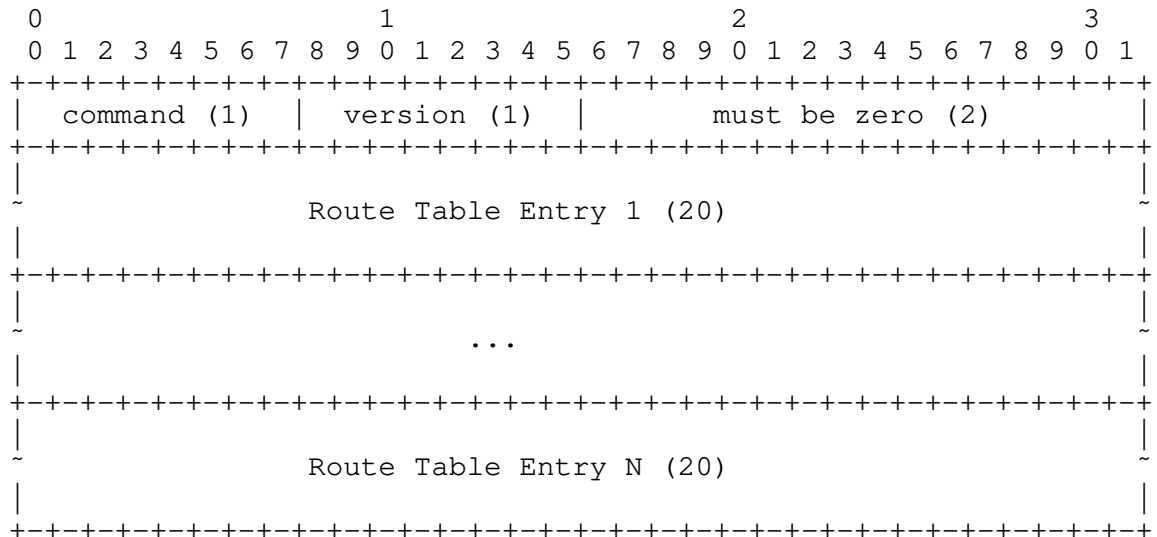 0                   1                   2                   3
 0 1 2 3 4 5 6 7 8 9 0 1 2 3 4 5 6 7 8 9 0 1 2 3 4 5 6 7 8 9 0 1
+-+-+-+-+-+-+-+-+-+-+-+-+-+-+-+-+-+-+-+-+-+-+-+-+-+-+-+-+-+-+-+-+
|  command (1)  |  version (1)  |       must be zero (2)        |
+-+-+-+-+-+-+-+-+-+-+-+-+-+-+-+-+-+-+-+-+-+-+-+-+-+-+-+-+-+-+-+-+
|                                                               |
~                Route Table Entry 1 (20)                       ~
|                                                               |
+-+-+-+-+-+-+-+-+-+-+-+-+-+-+-+-+-+-+-+-+-+-+-+-+-+-+-+-+-+-+-+-+
|                                                               |
~                         ...                                   ~
|                                                               |
+-+-+-+-+-+-+-+-+-+-+-+-+-+-+-+-+-+-+-+-+-+-+-+-+-+-+-+-+-+-+-+-+
|                                                               |
~                Route Table Entry N (20)                       ~
|                                                               |
+-+-+-+-+-+-+-+-+-+-+-+-+-+-+-+-+-+-+-+-+-+-+-+-+-+-+-+-+-+-+-+-+